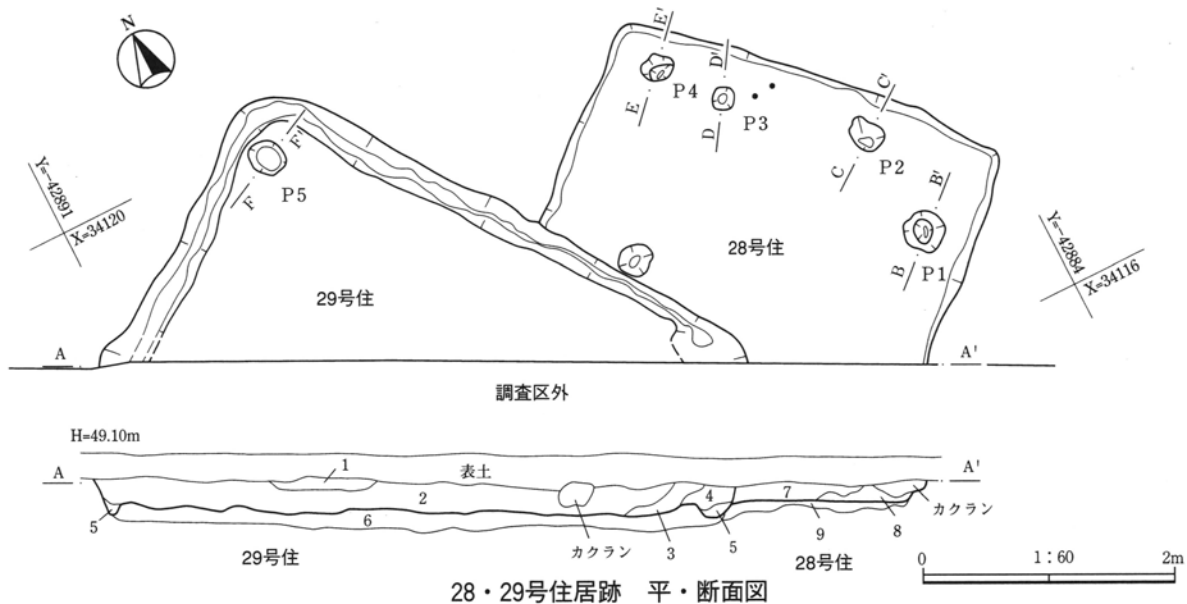 N
E'
D'
C'
P4
P3
E
D
P2
C
B'
F'
P5
F
28号住
P1
B
29号住
Y=-42891
X=34120
Y=-42884
X=34116
A
A'
調査区外
H=49.10m
A
1
表土
A'
2
4
7
5
6
カクラン
3
5
9
8
カクラン
29号住
28号住
0
1：60
2m
28・29号住居跡　平・断面図